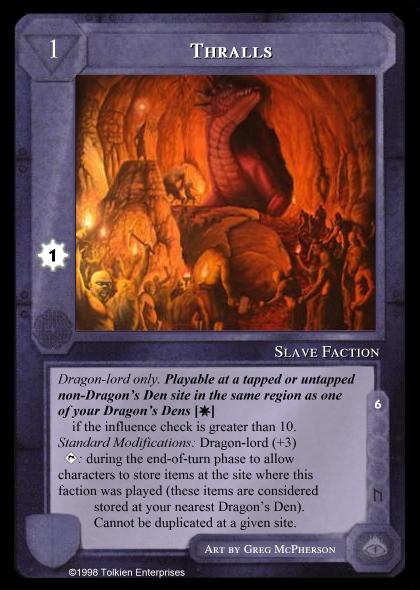 1
THRALLS
1
SLAVE FACTION
Dragon-lord only. Playable at a tapped or untapped
non-Dragon's Den site in the same region as one
of your Dragon's Dens [✷]
if the influence check is greater than 10.
Standard Modifications: Dragon-lord (+3)
: during the end-of-turn phase to allow
characters to store items at the site where this
faction was played (these items are considered
stored at your nearest Dragon's Den).
Cannot be duplicated at a given site.
6
ART BY GREG MCPHERSON
©1998 Tolkien Enterprises